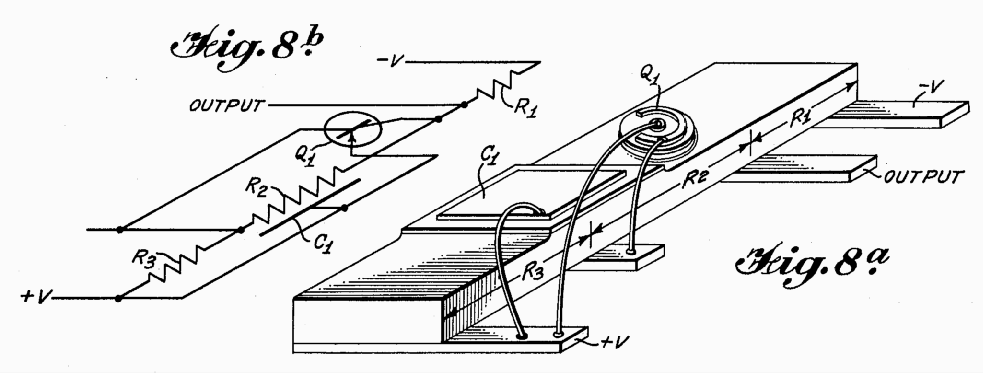 Fig. 8b
-V
R1
OUTPUT
Q1
R2
C1
R3
+V
Q1
-V
R1
C1
R2
OUTPUT
R3
Fig. 8a
+V